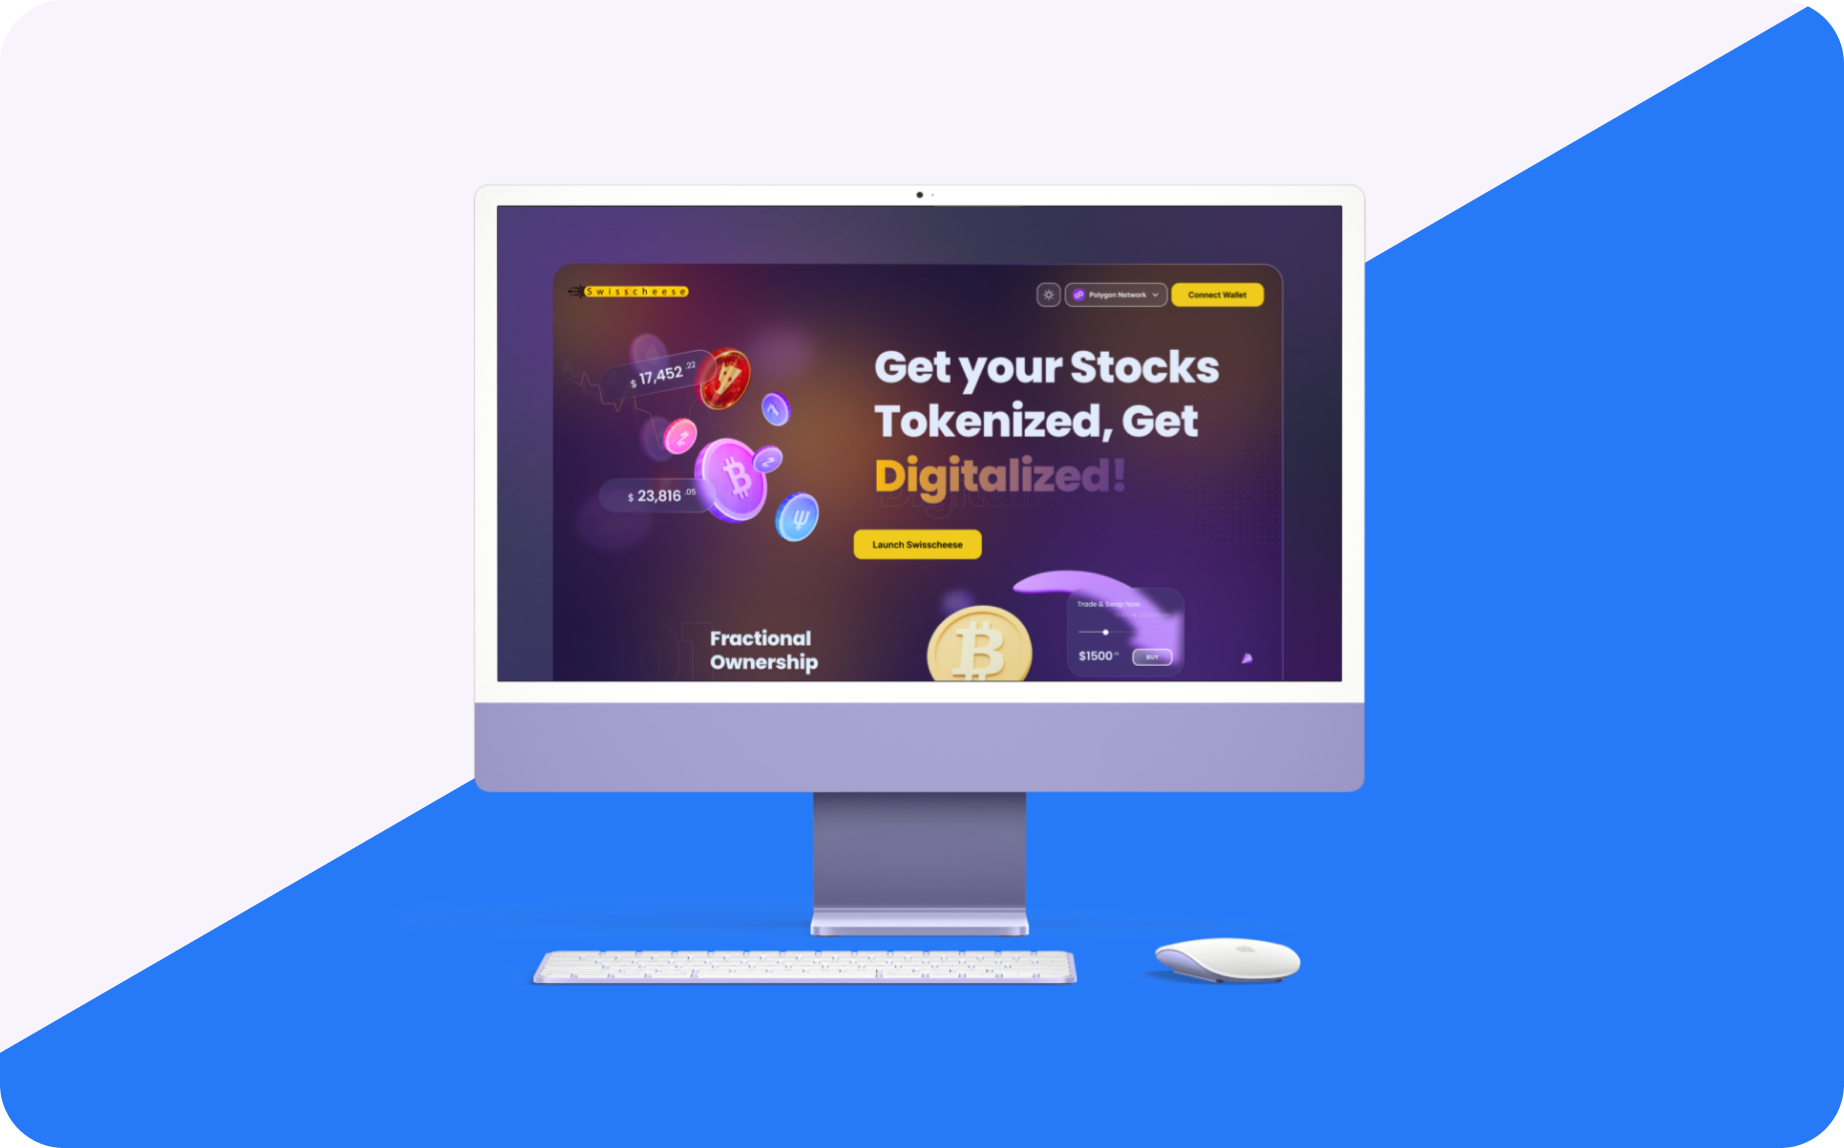 Swisscheese
Polygon Network
Connect Wallet
$ 17,452 .22
Get your Stocks
Tokenized, Get
Digitalized!
$ 23,816 .05
Launch Swisscheese
Trade & Swap Now
Fractional
Ownership
$1500
BUY